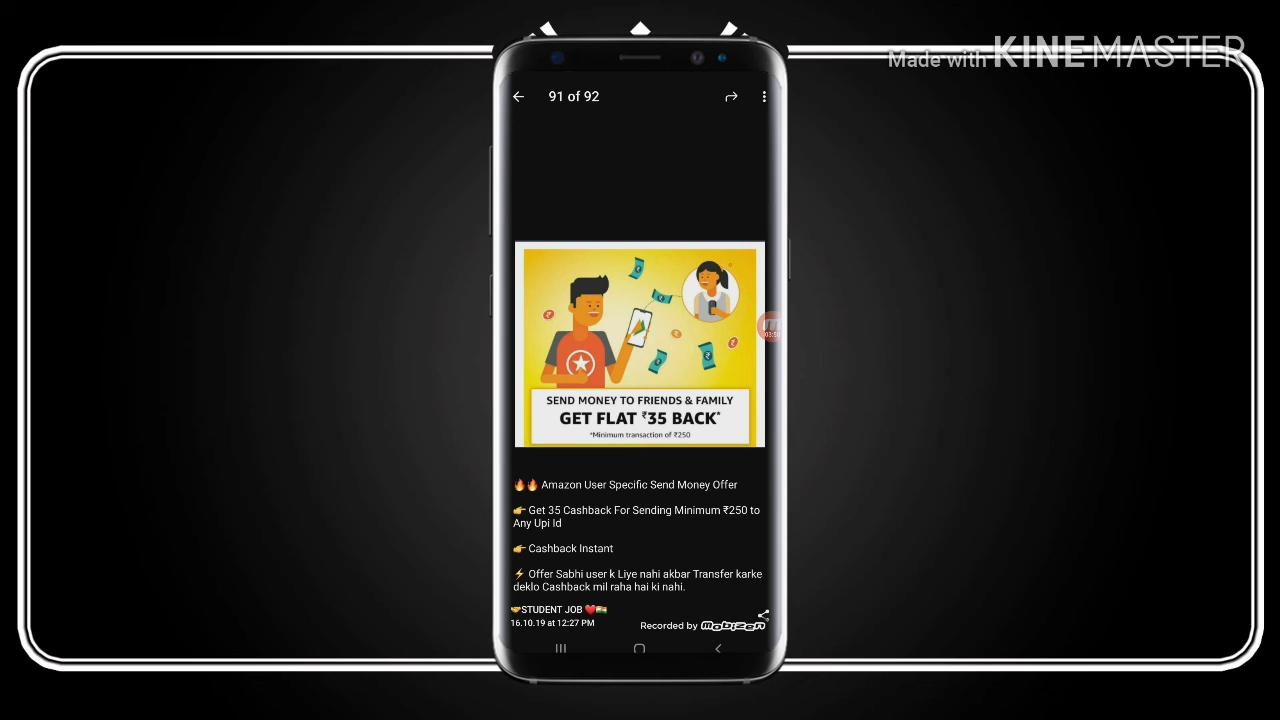 Made with KINEMASTER
91 of 92
SEND MONEY TO FRIENDS & FAMILY
GET FLAT ₹35 BACK*
*Minimum transaction of ₹250
🔥🔥 Amazon User Specific Send Money Offer
👉 Get 35 Cashback For Sending Minimum ₹250 to
Any Upi Id
👉 Cashback Instant
⚡ Offer Sabhi user k Liye nahi akbar Transfer karke
deklo Cashback mil raha hai ki nahi.
🤝STUDENT JOB ❤️🇮🇳
16.10.19 at 12:27 PM
Recorded by mobizen